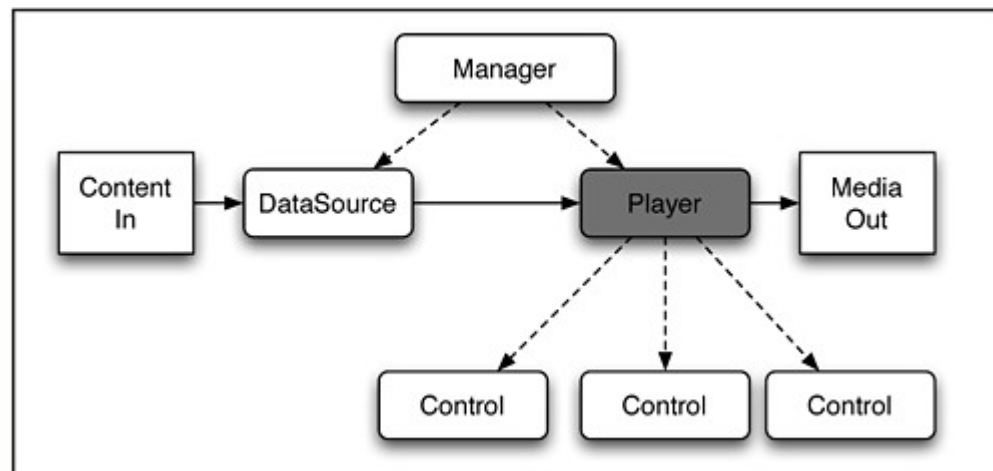 Manager
Content
In
DataSource
Player
Media
Out
Control
Control
Control